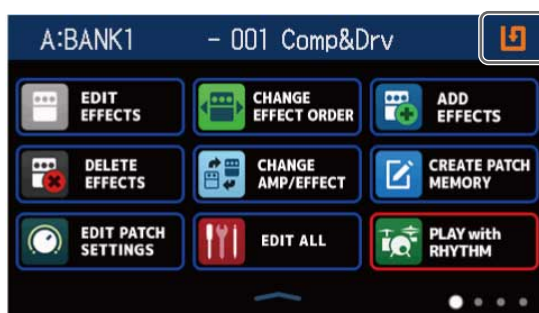 A:BANK1 - 001 Comp&Drv
EDIT
EFFECTS
CHANGE
EFFECT ORDER
ADD
EFFECTS
DELETE
EFFECTS
CHANGE
AMP/EFFECT
CREATE PATCH
MEMORY
EDIT PATCH
SETTINGS
EDIT ALL
PLAY with
RHYTHM